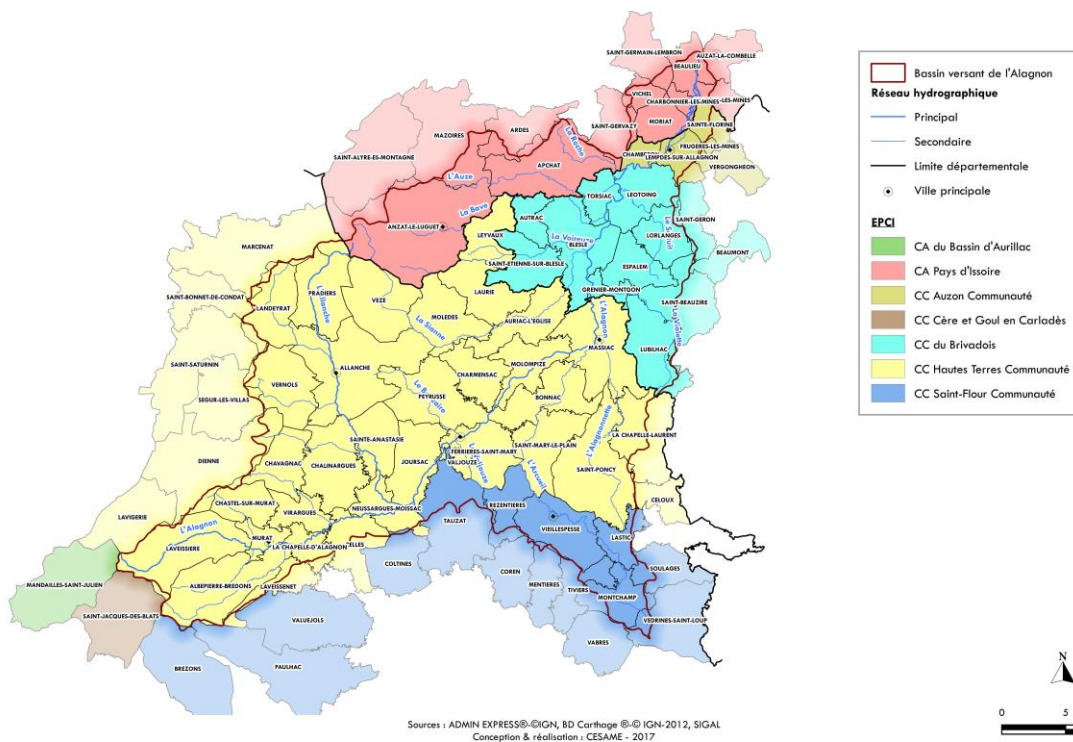 SAINT-GERMAIN-LEMBRON
AUZAT-LA-COMBELLE
BEAULIEU
VICHEL
CHARBONNIER-LES-MINES
-LES-MINES
MORIAT
SAINT-GERVAZY
SAINTE-FLORINE
ARDES
MAZOIRES
La Roche
FRUGERES-LES-MINES
LEMPDES-SUR-ALLAGNON
VERGONGHEON
SAINT-ALYRE-ES-MONTAGNE
APCHAT
L'Auze
TORSIAC
LEOTOING
La Bave
ANZAT-LE-LUGUET
AUTRAC
SAINT-GERON
LEYVAUX
La Voireuze
BLESLE
LORLANGES
MARCENAT
BEAUMONT
SAINT-ETIENNE-SUR-BLESLE
ESPALEM
PRADIERS
LAURIE
GRENIER-MONTGON
SAINT-BONNET-DE-CONDAT
LANDEYRAT
VEZE
SAINT-BEAUZIRE
MOLEDES
AURIAC-L'EGLISE
L'Alagnon
La Sianne
MASSIAC
LUBILHAC
SAINT-SATURNIN
MOLOMPIZE
ALLANCHE
CHARMENSAC
VERNOLS
PEYRUSSE
BONNAC
SEGUR-LES-VILLAS
L'Alagnonnette
LA CHAPELLE-LAURENT
SAINTE-ANASTASIE
SAINT-MARY-LE-PLAIN
FERRIERES-SAINT-MARY
DIENNE
JOURSAC
VALJOUZE
CHAVAGNAC
CHALINARGUES
SAINT-PONCY
L'Arcueil
CELOUX
CHASTEL-SUR-MURAT
REZENTIERES
LAVIGERIE
VIRARGUES
NEUSSARGUES-MOISSAC
L'Alagnon
TALIZAT
VIEILLESPESSE
MURAT
LASTIC
LAVEISSIERE
LA CHAPELLE-D'ALAGNON
COLTINES
SOULAGES
COREN
MANDAILLES-SAINT-JULIEN
ALBEPIERRE-BREDONS
LAVEISSENET
MENTIERES
TIVIERS
MONTCHAMP
SAINT-JACQUES-DES-BLATS
VALUEJOLS
VEDRINES-SAINT-LOUP
VABRES
BREZONS
PAULHAC
Bassin versant de l'Alagnon
Réseau hydrographique
Principal
Secondaire
Limite départementale
Ville principale
EPCI
CA du Bassin d'Aurillac
CA Pays d'Issoire
CC Auzon Communauté
CC Cère et Goul en Carladès
CC du Brivadois
CC Hautes Terres Communauté
CC Saint-Flour Communauté
N
0 5
Sources : ADMIN EXPRESS®-©IGN, BD Carthage ®-© IGN-2012, SIGAL
Conception & réalisation : CESAME - 2017